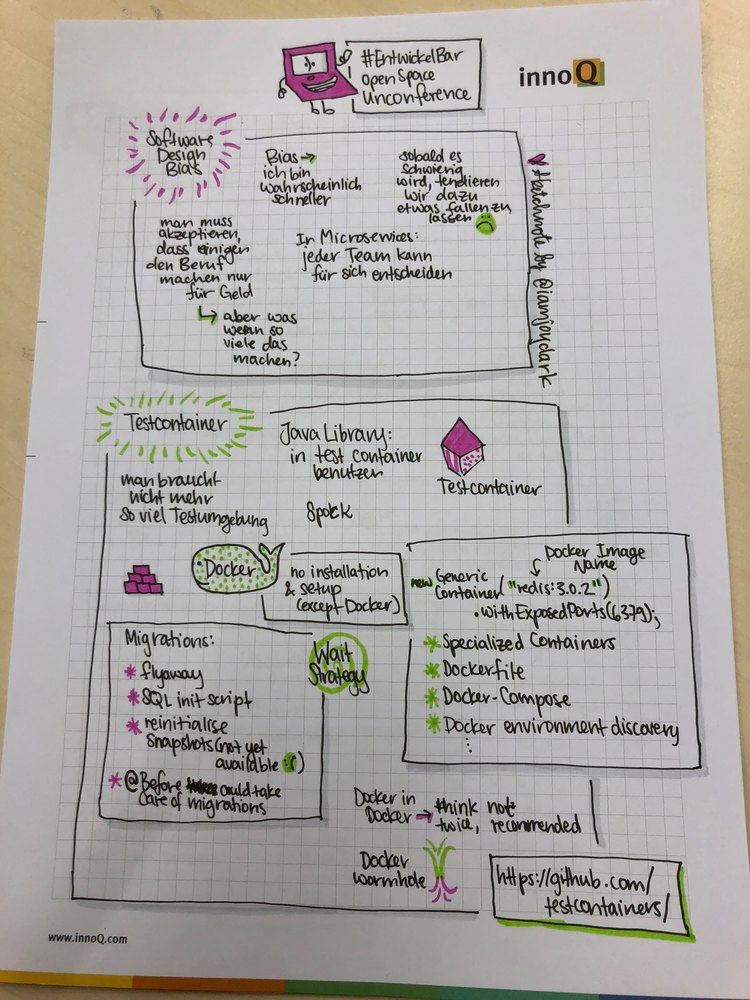 #EntwickelBar
openSpace
Unconference
innoQ
Software
Design
Bias
Bias →
ich bin
wahrscheinlich
schneller
sobald es
schwierig
wird, tendieren
wir dazu
etwas fallen zu
lassen
man muss
akzeptieren,
dass einigen
den Beruf
machen nur
für Geld
↳ aber was
wenn so
viele das
machen?
In Microservices:
jeder Team kann
für sich entscheiden
#sketchnote by @iamjoydark
Testcontainer
Java Library:
in test container
benutzen
Testcontainer
man braucht
nicht mehr
so viel Testumgebung
Spock
Docker
no installation
& setup
(except Docker)
Docker Image
Name
new Generic
Container("redis:3.0.2")
.withExposedPorts(6379);
* Specialized Containers
* Dockerfile
* Docker-Compose
* Docker environment discovery
⋮
Migrations:
* flyaway
* SQL init script
* reinitialise
snapshots (not yet
available :( )
* @Before could take
care of migrations
Wait
Strategy
Docker in
Docker → think not
twice, recommended
Docker
wormhole
https://github.com/
testcontainers/
www.innoQ.com